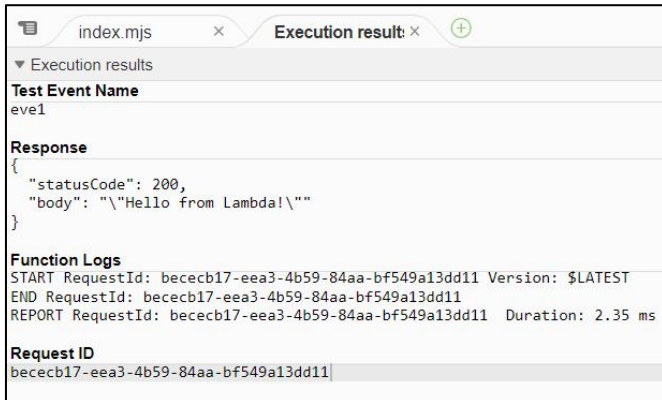 index.mjs × Execution result: × +
▼ Execution results
Test Event Name
eve1
Response
{
  "statusCode": 200,
  "body": "\"Hello from Lambda!\""
}
Function Logs
START RequestId: bececb17-eea3-4b59-84aa-bf549a13dd11 Version: $LATEST
END RequestId: bececb17-eea3-4b59-84aa-bf549a13dd11
REPORT RequestId: bececb17-eea3-4b59-84aa-bf549a13dd11  Duration: 2.35 ms
Request ID
bececb17-eea3-4b59-84aa-bf549a13dd11